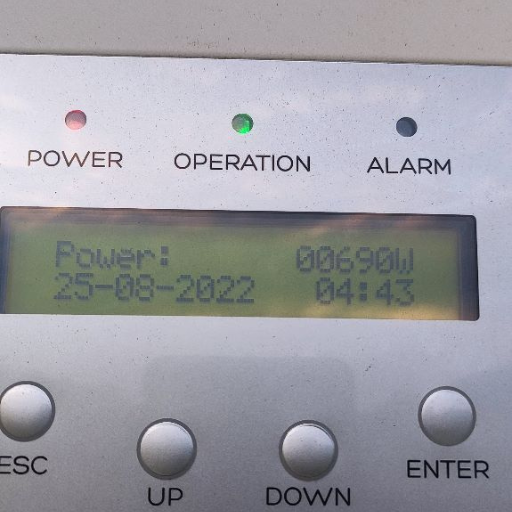 POWER OPERATION ALARM
Power: 00690W
25-08-2022 04:43
ESC UP DOWN ENTER